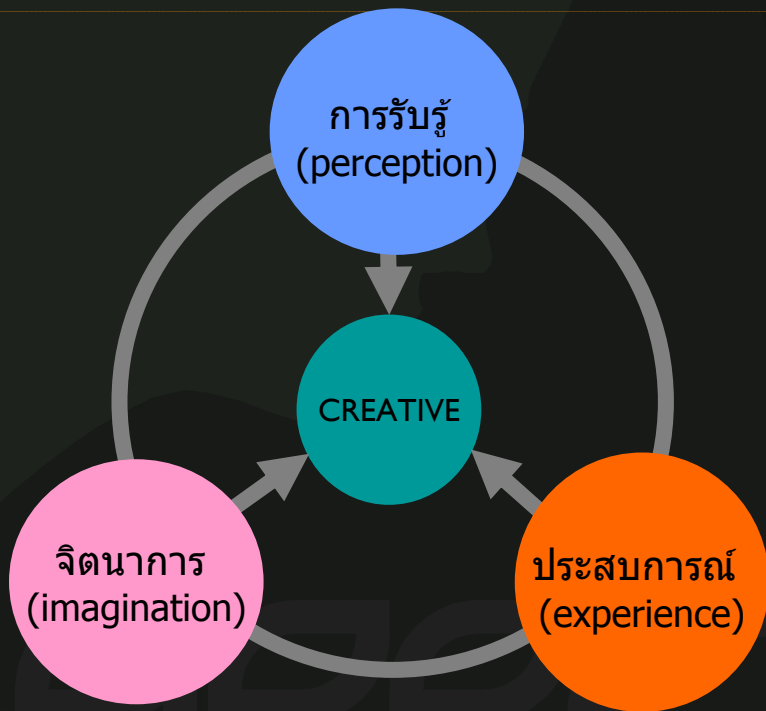 การรับรู้
(perception)
CREATIVE
จิตนาการ
(imagination)
ประสบการณ์
(experience)